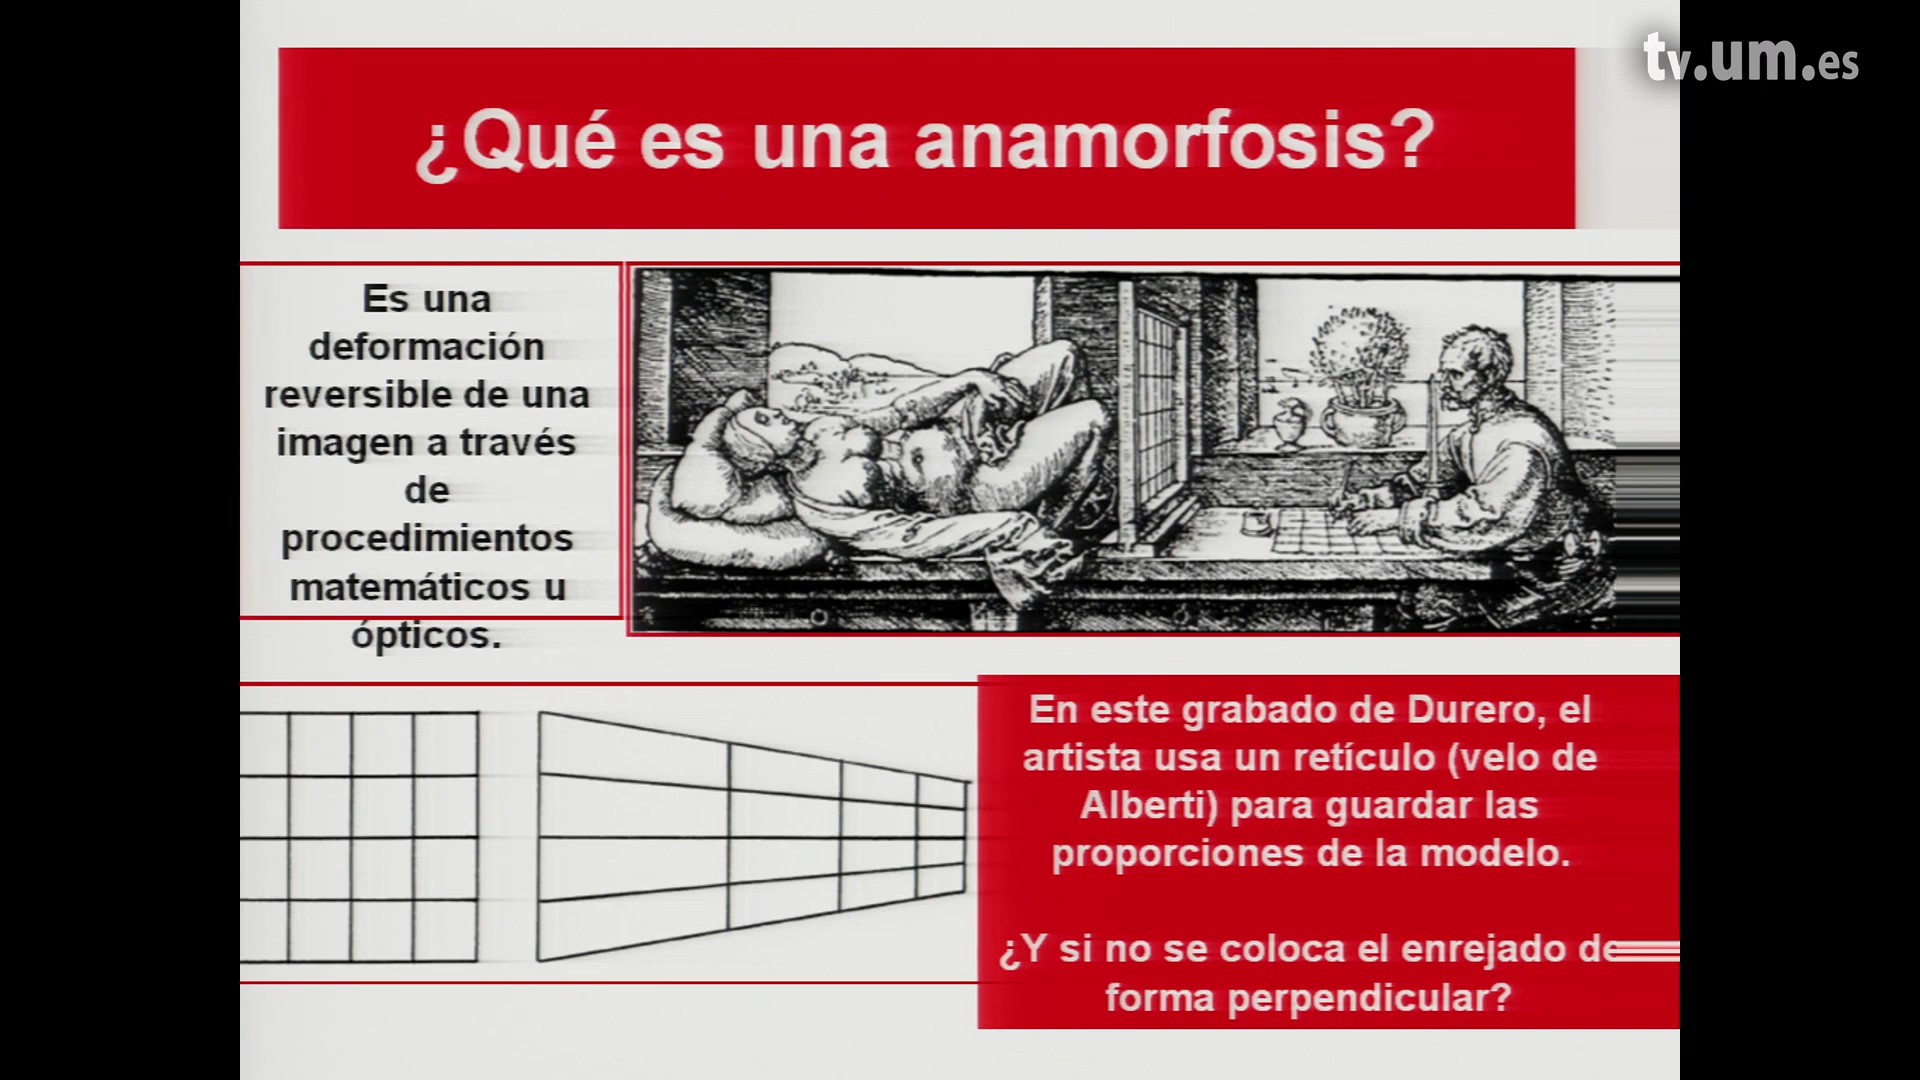 tv.um.es
¿Qué es una anamorfosis?
Es una
deformación
reversible de una
imagen a través
de
procedimientos
matemáticos u
ópticos.
En este grabado de Durero, el
artista usa un retículo (velo de
Alberti) para guardar las
proporciones de la modelo.
¿Y si no se coloca el enrejado de
forma perpendicular?